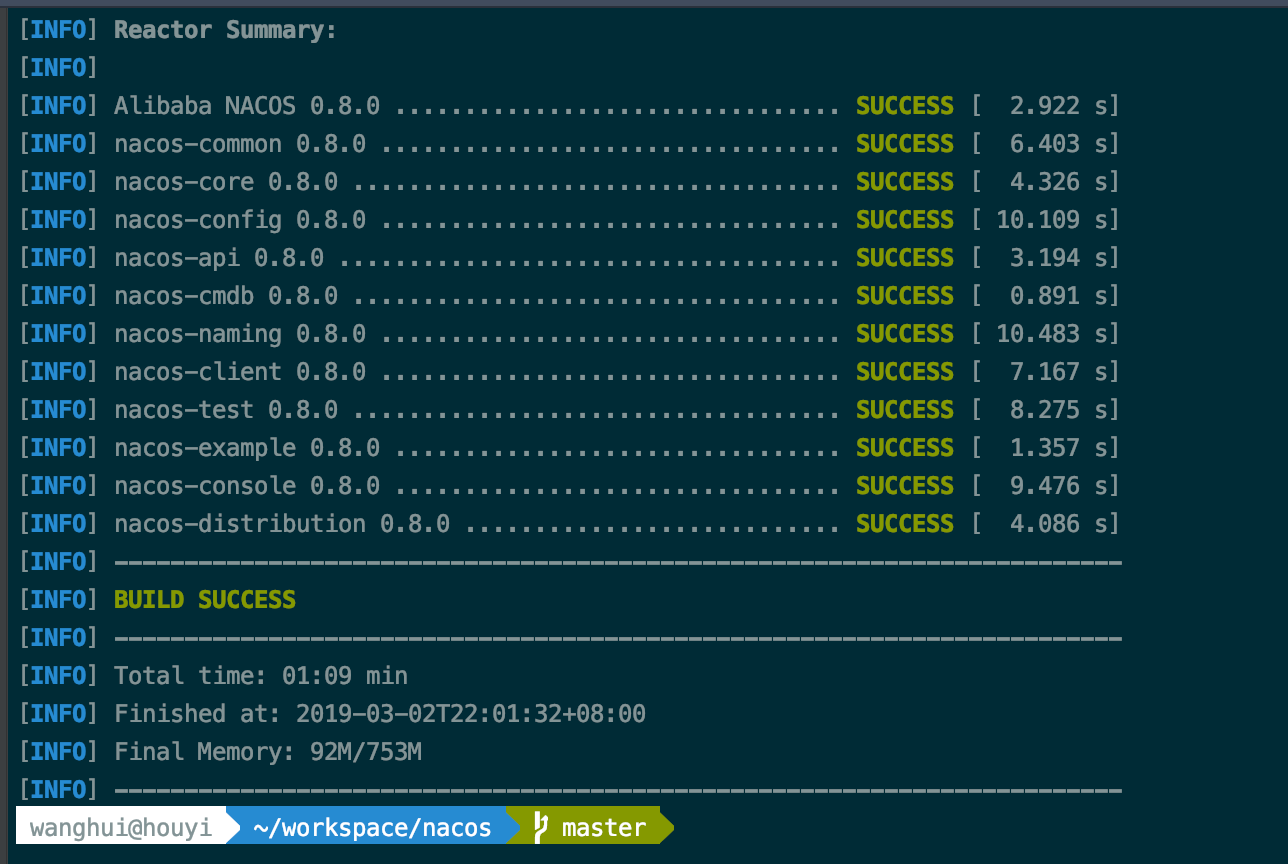 [INFO] Reactor Summary:
[INFO]
[INFO] Alibaba NACOS 0.8.0 ................................ SUCCESS [  2.922 s]
[INFO] nacos-common 0.8.0 ................................. SUCCESS [  6.403 s]
[INFO] nacos-core 0.8.0 ................................... SUCCESS [  4.326 s]
[INFO] nacos-config 0.8.0 ................................. SUCCESS [ 10.109 s]
[INFO] nacos-api 0.8.0 .................................... SUCCESS [  3.194 s]
[INFO] nacos-cmdb 0.8.0 ................................... SUCCESS [  0.891 s]
[INFO] nacos-naming 0.8.0 ................................. SUCCESS [ 10.483 s]
[INFO] nacos-client 0.8.0 ................................. SUCCESS [  7.167 s]
[INFO] nacos-test 0.8.0 ................................... SUCCESS [  8.275 s]
[INFO] nacos-example 0.8.0 ................................ SUCCESS [  1.357 s]
[INFO] nacos-console 0.8.0 ................................ SUCCESS [  9.476 s]
[INFO] nacos-distribution 0.8.0 ........................... SUCCESS [  4.086 s]
[INFO] ------------------------------------------------------------------------
[INFO] BUILD SUCCESS
[INFO] ------------------------------------------------------------------------
[INFO] Total time: 01:09 min
[INFO] Finished at: 2019-03-02T22:01:32+08:00
[INFO] Final Memory: 92M/753M
[INFO] ------------------------------------------------------------------------
wanghui@houyi ~/workspace/nacos master